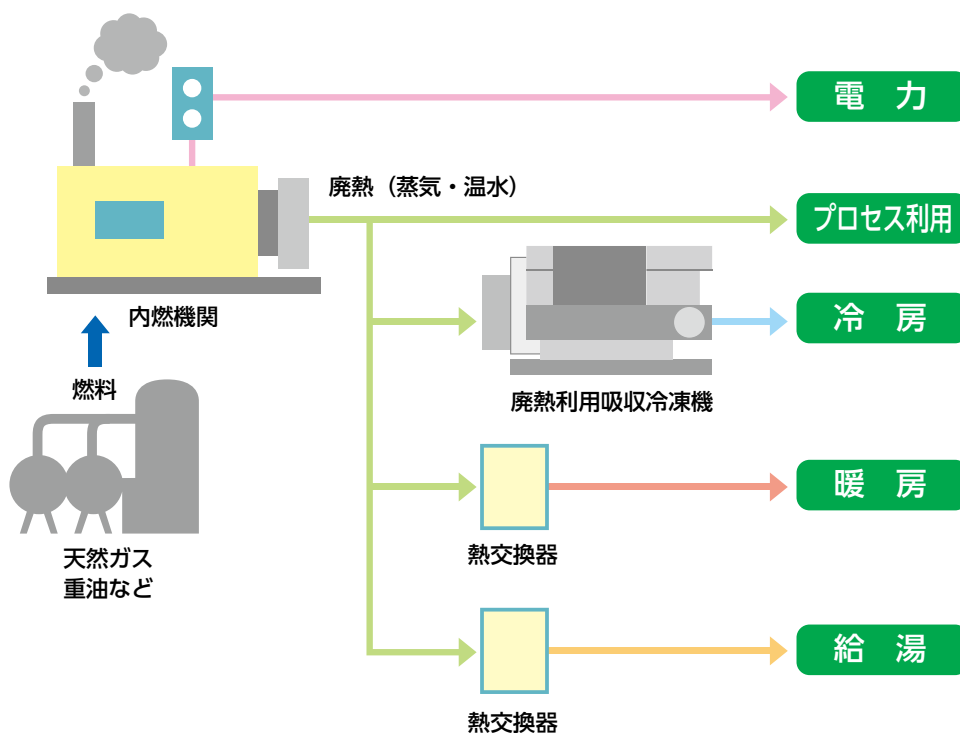 電 力
廃熱（蒸気・温水）
プロセス利用
内燃機関
冷 房
燃料
廃熱利用吸収冷凍機
暖 房
熱交換器
天然ガス
重油など
給 湯
熱交換器